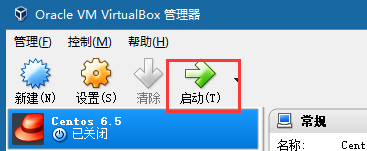 Oracle VM VirtualBox 管理器
管理(F) 控制(M) 帮助(H)
新建(N) 设置(S) 清除 启动(T)
Centos 6.5
已关闭
常规
名称: Cent